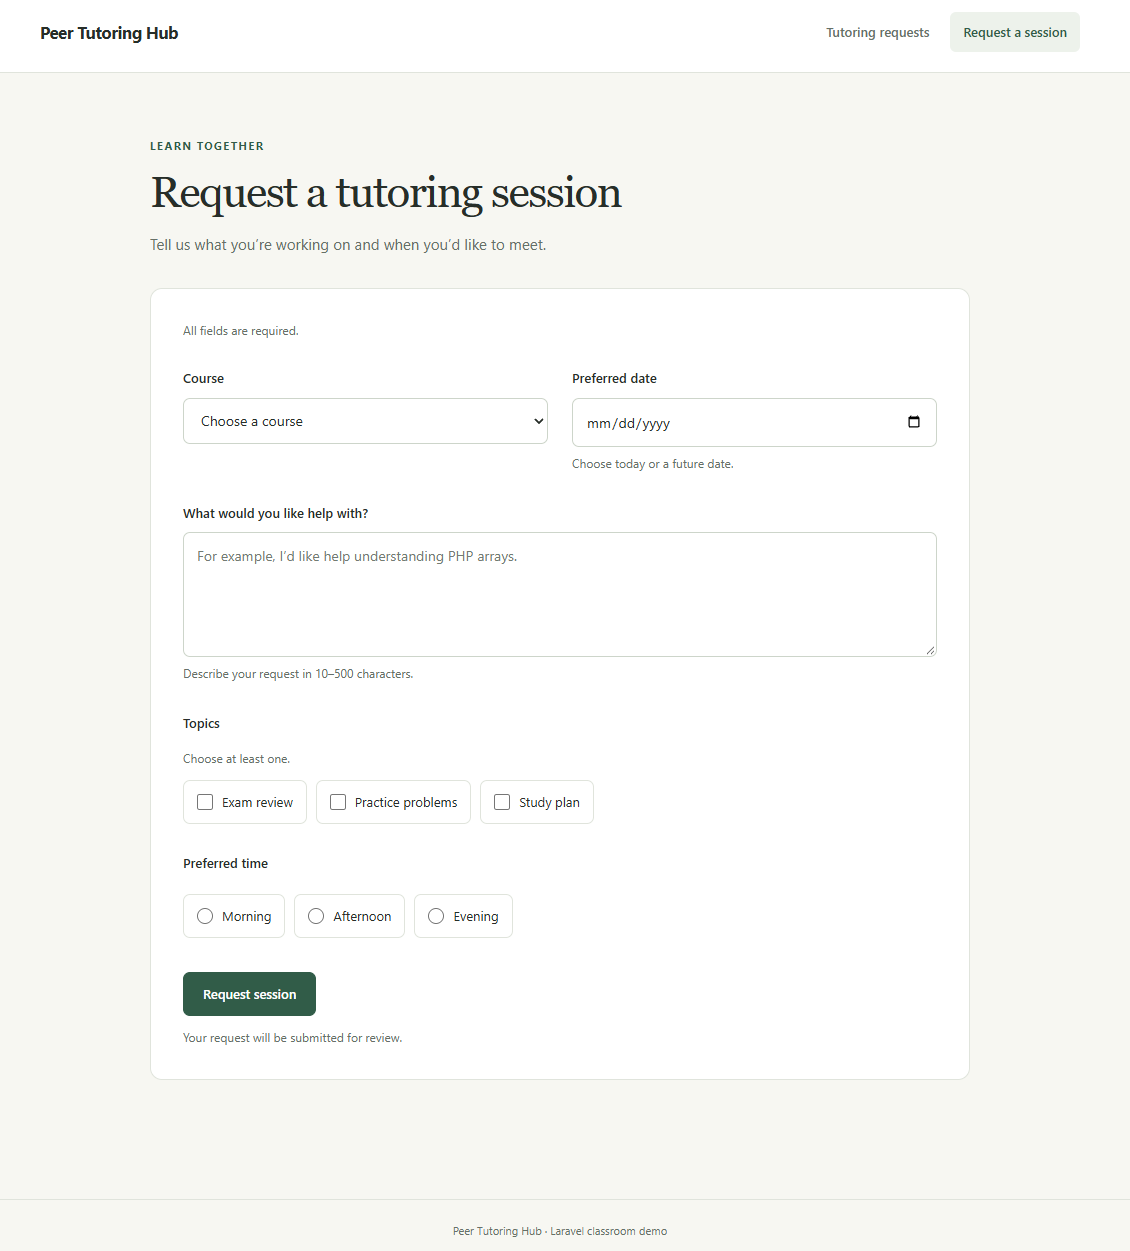 Peer Tutoring Hub
Tutoring requests
Request a session
LEARN TOGETHER
Request a tutoring session
Tell us what you’re working on and when you’d like to meet.
All fields are required.
Course
Preferred date
Choose a course
mm/dd/yyyy
Choose today or a future date.
What would you like help with?
For example, I’d like help understanding PHP arrays.
Describe your request in 10–500 characters.
Topics
Choose at least one.
Exam review
Practice problems
Study plan
Preferred time
Morning
Afternoon
Evening
Request session
Your request will be submitted for review.
Peer Tutoring Hub · Laravel classroom demo